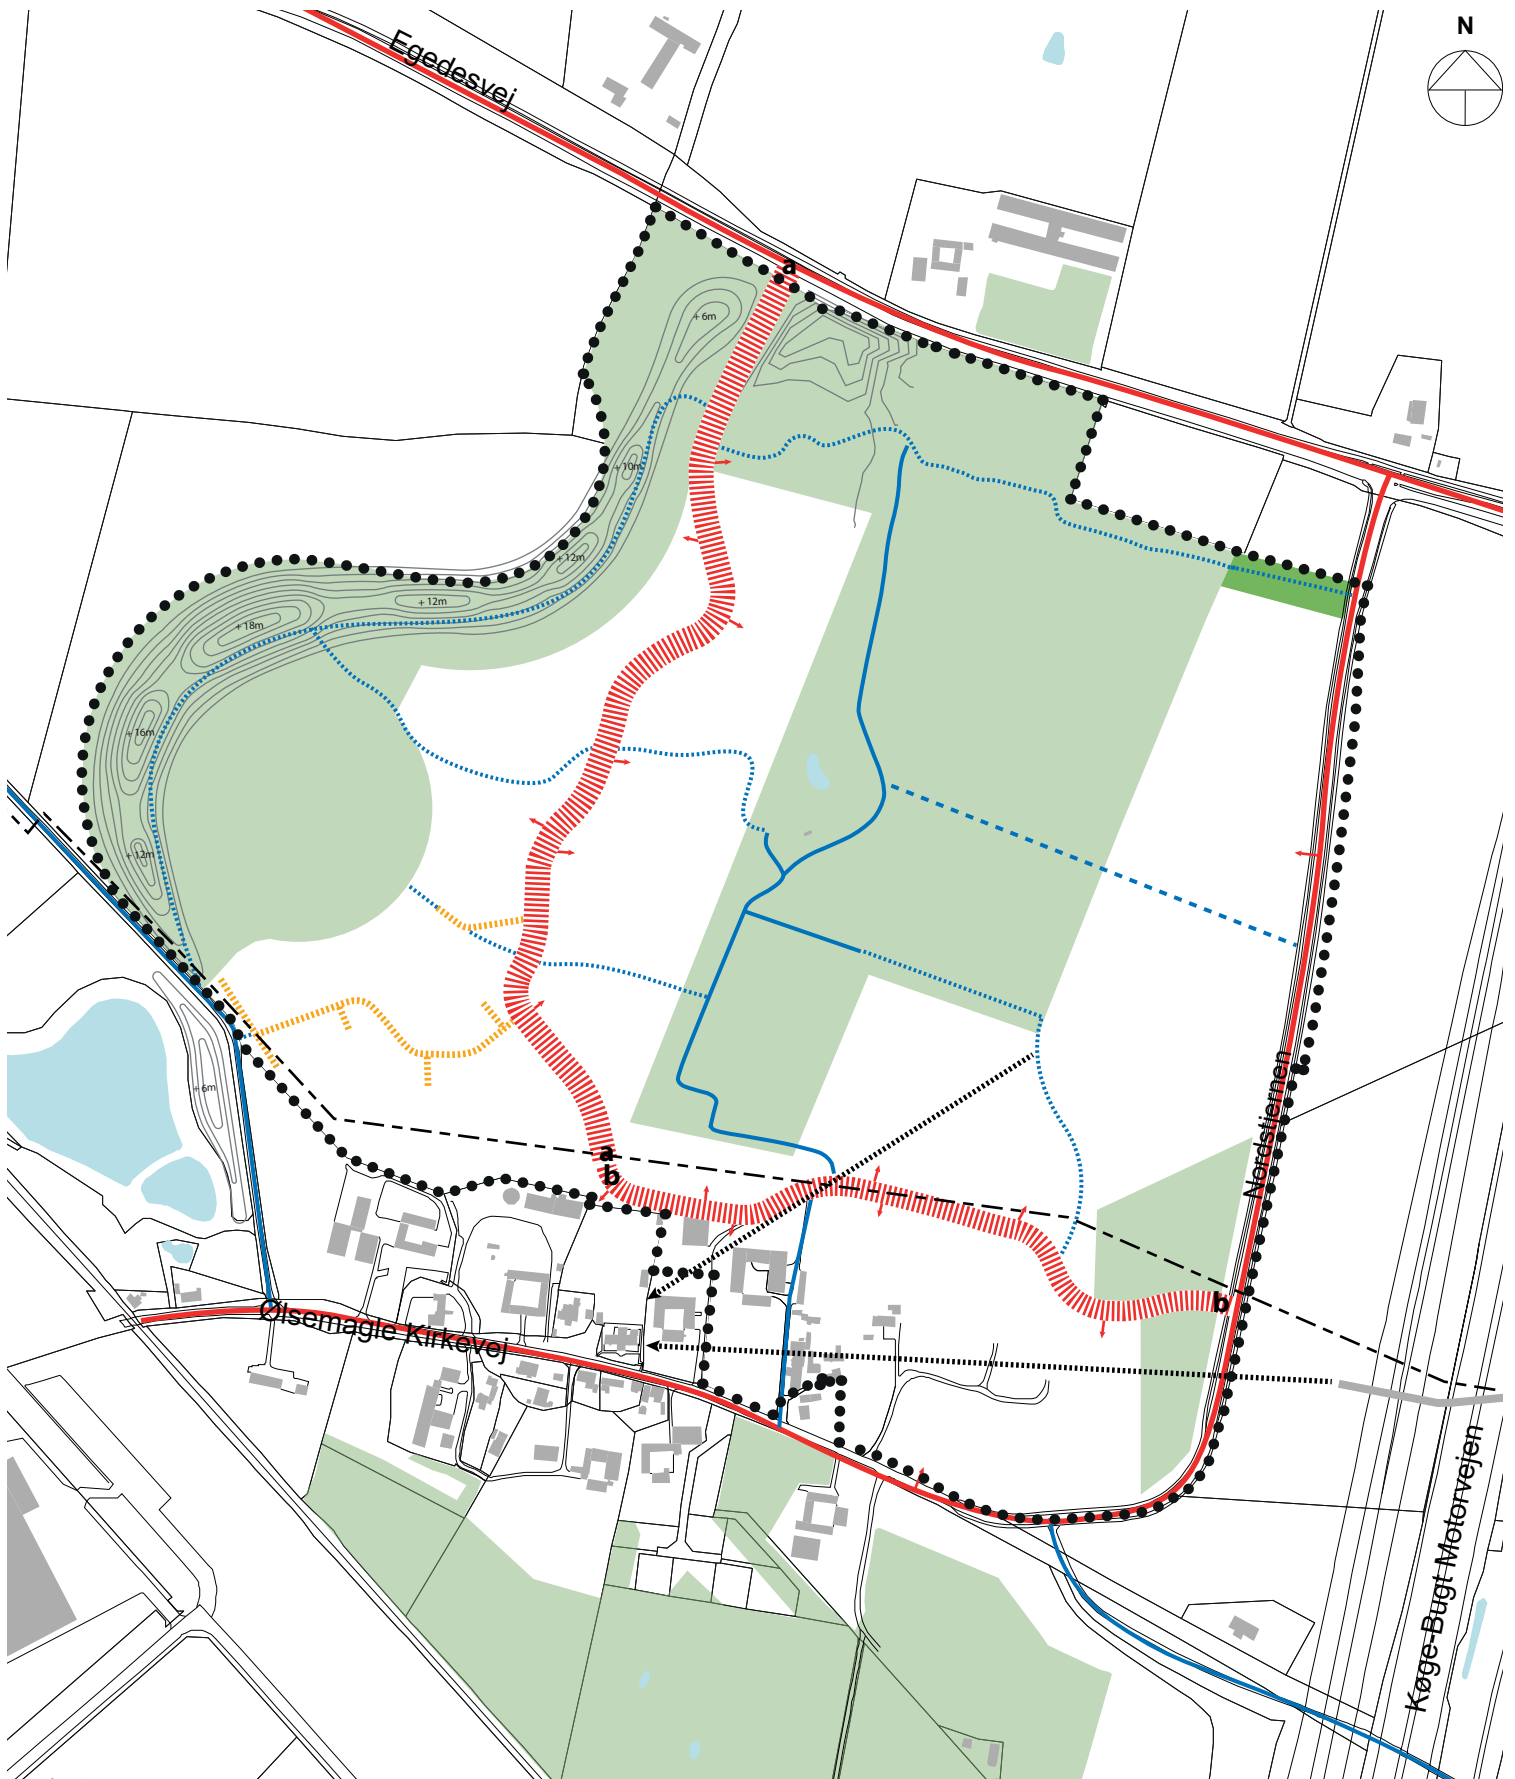 N
Egedesvej
a
+6m
+10m
+12m
+12m
+18m
+16m
+12m
+6m
Nordstjernen
a
b
b
Ølsemagle Kirkevej
Køge-Bugt Motorvejen